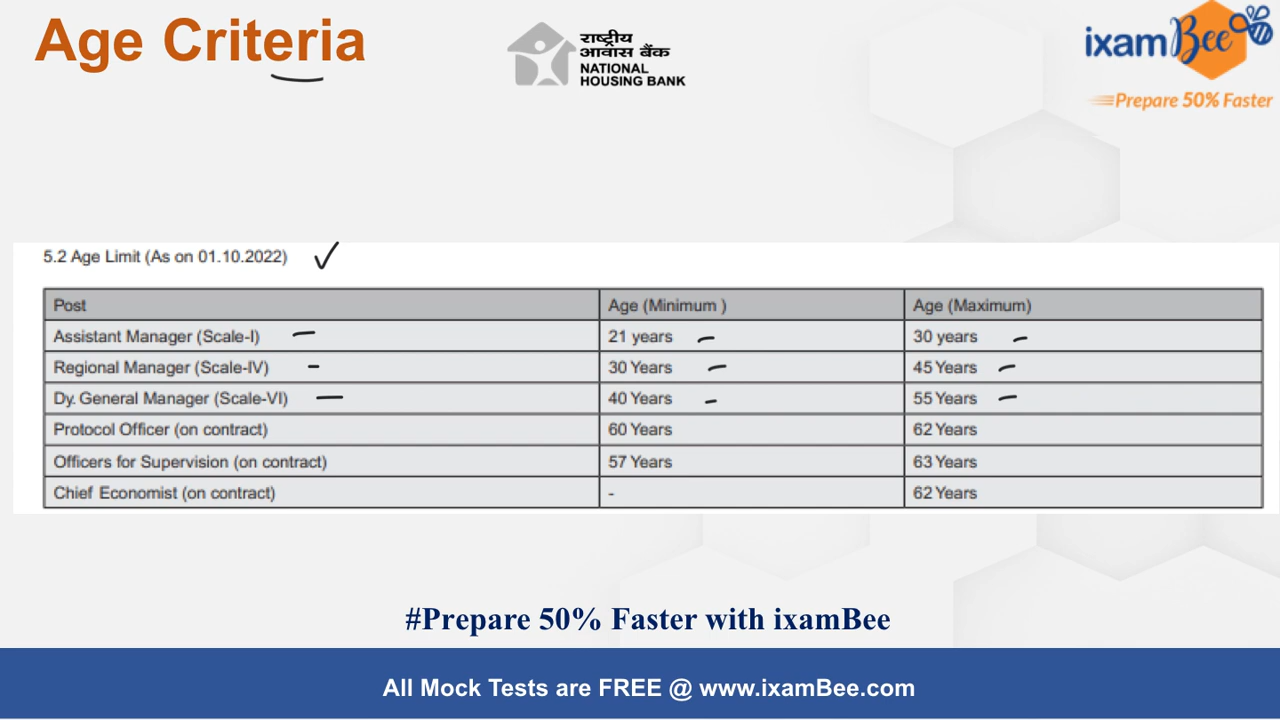 Age Criteria
राष्ट्रीय
आवास बैंक
NATIONAL
HOUSING BANK
ixamBee
Prepare 50% Faster
5.2 Age Limit (As on 01.10.2022)
Post Age (Minimum ) Age (Maximum)
Assistant Manager (Scale-I) 21 years 30 years
Regional Manager (Scale-IV) 30 Years 45 Years
Dy. General Manager (Scale-VI) 40 Years 55 Years
Protocol Officer (on contract) 60 Years 62 Years
Officers for Supervision (on contract) 57 Years 63 Years
Chief Economist (on contract) - 62 Years
#Prepare 50% Faster with ixamBee
All Mock Tests are FREE @ www.ixamBee.com